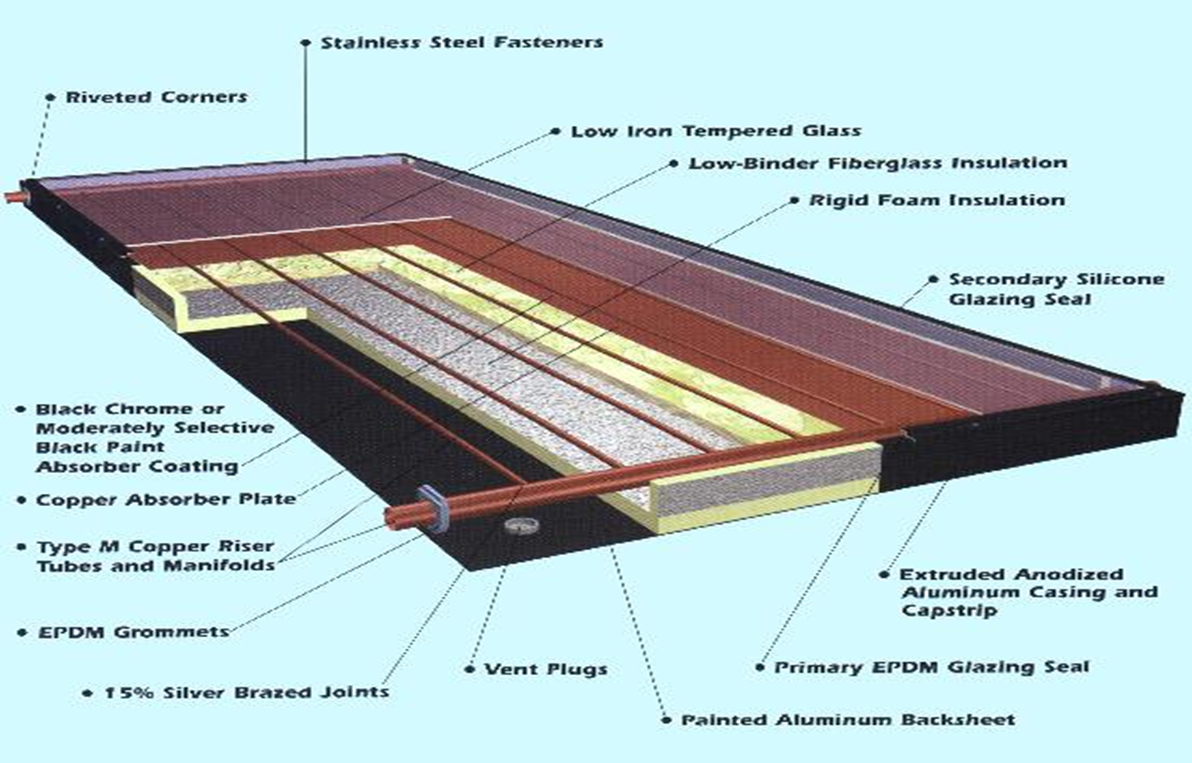 Stainless Steel Fasteners
Riveted Corners
Low Iron Tempered Glass
Low-Binder Fiberglass Insulation
Rigid Foam Insulation
Secondary Silicone
Glazing Seal
Black Chrome or
Moderately Selective
Black Paint
Absorber Coating
Copper Absorber Plate
Type M Copper Riser
Tubes and Manifolds
EPDM Grommets
15% Silver Brazed Joints
Vent Plugs
Extruded Anodized
Aluminum Casing and
Capstrip
Primary EPDM Glazing Seal
Painted Aluminum Backsheet